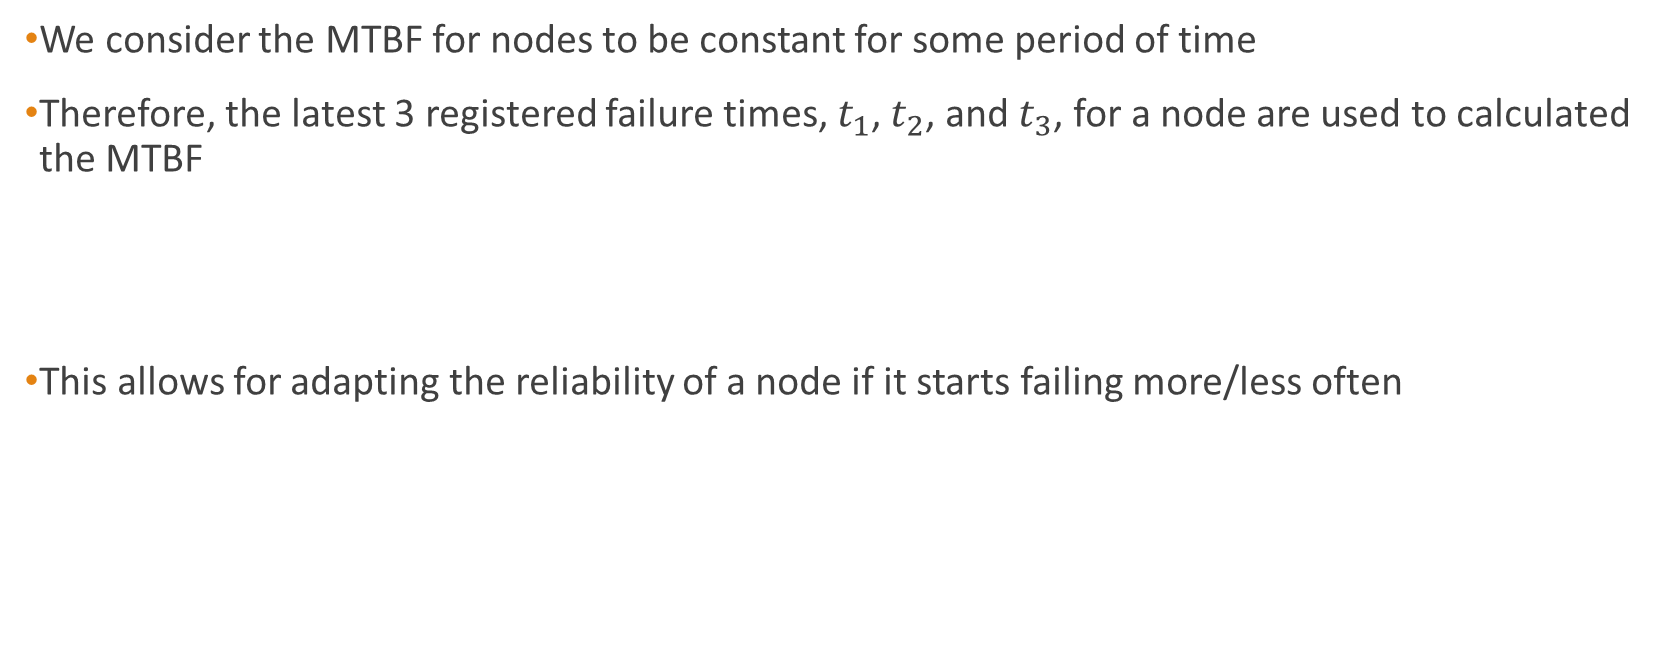 •We consider the MTBF for nodes to be constant for some period of time
•Therefore, the latest 3 registered failure times, t₁, t₂, and t₃, for a node are used to calculated
the MTBF
•This allows for adapting the reliability of a node if it starts failing more/less often